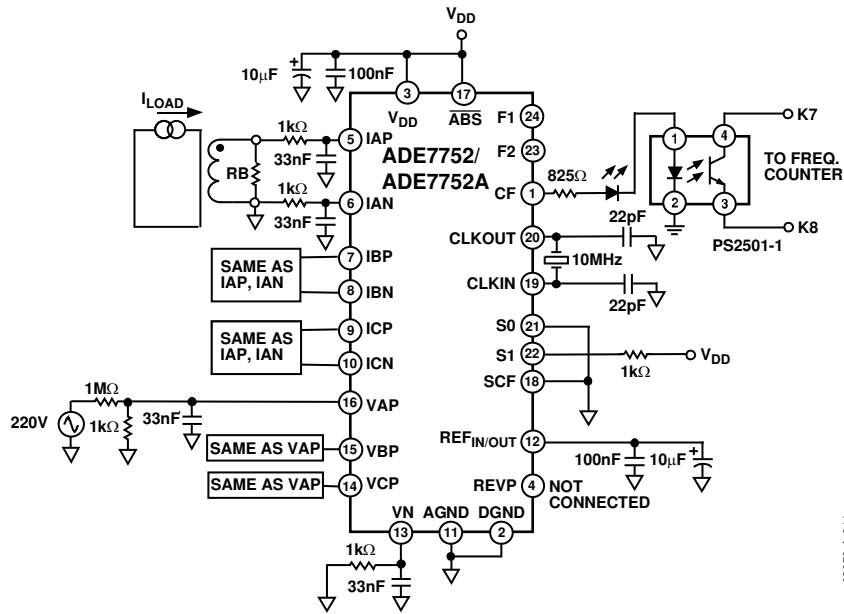 VDD
10µF
+
100nF
3
17
VDD
ABS
ILOAD
1kΩ
5
IAP
33nF
RB
1kΩ
6
IAN
33nF
ADE7752/
ADE7752A
24
F1
23
F2
1
CF
825Ω
1
4
K7
TO FREQ.
COUNTER
2
3
K8
PS2501-1
22pF
CLKOUT
20
10MHz
CLKIN
19
22pF
7
IBP
SAME AS
IAP, IAN
8
IBN
9
ICP
SAME AS
IAP, IAN
10
ICN
S0
21
S1
22
1kΩ
VDD
SCF
18
1MΩ
16
VAP
220V
1kΩ
33nF
SAME AS VAP
15
VBP
SAME AS VAP
14
VCP
REFIN/OUT
12
100nF
10µF
+
REVP
4
NOT
CONNECTED
VN
AGND
DGND
13
11
2
1kΩ
33nF